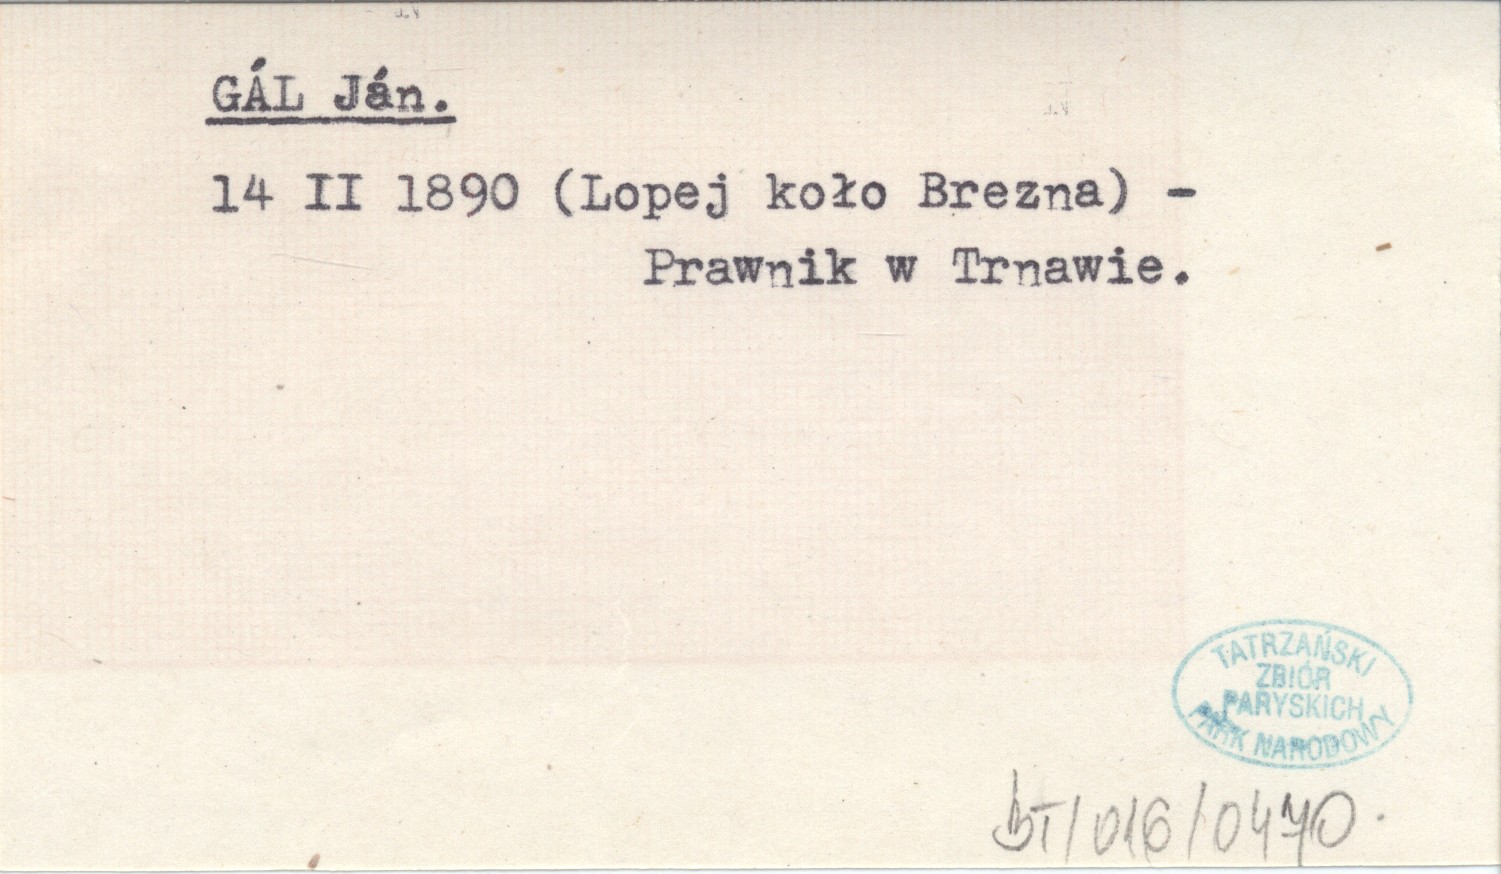 GÁL Ján.
14 II 1890 (Lopej koło Brezna) -
Prawnik w Trnawie.
TATRZAŃSKI
ZBIÓR
PARYSKICH
PARK NARODOWY
BT/016/0470.